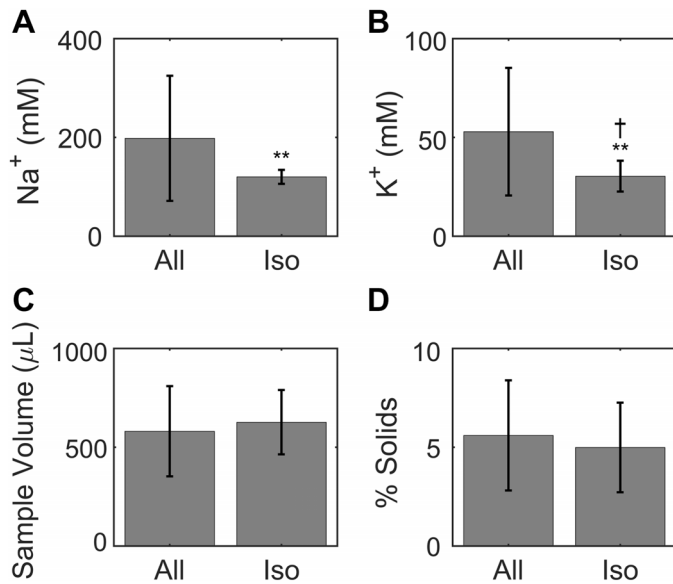 A
Na+ (mM)
400
200
0
**
All Iso
B
K+ (mM)
100
50
0
†
**
All Iso
C
Sample Volume (μL)
1000
500
0
All Iso
D
% Solids
10
5
0
All Iso